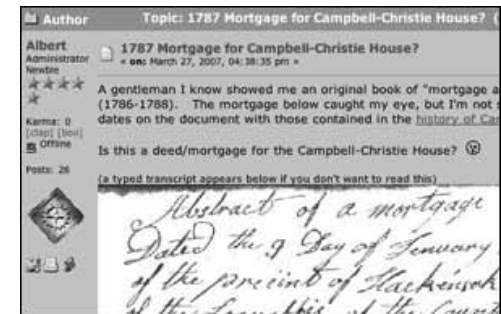 Author
Topic: 1787 Mortgage for Campbell-Christie House? (
Albert
Administrator
Newbie
Karma: 0
[clap] [boo]
Offline
Posts: 26
1787 Mortgage for Campbell-Christie House?
« on: March 27, 2007, 04:38:35 pm »
A gentleman I know showed me an original book of "mortgage a
(1786-1788). The mortgage below caught my eye, but I'm not s
dates on the document with those contained in the history of Car
Is this a deed/mortgage for the Campbell-Christie House?
(a typed transcript appears below if you don't want to read this)
Abstract of a mortgage
Dated the 9 Day of January
of the precinct of Hackensack
of the of the Count